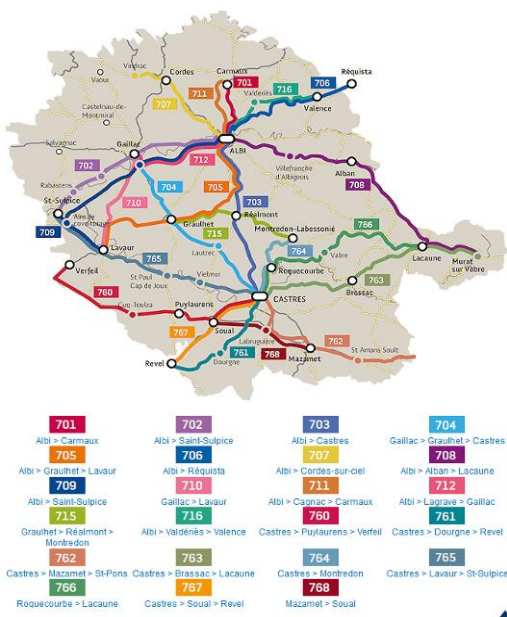 Cordes
Vindrac
Vaour
Carmaux
701
711
716
706
Réquista
Valdériès
Valence
707
Castelnau-de-
Montmiral
Salvagnac
Gaillac
ALBI
712
702
Rabastens
St-Sulpice
Villefranche
d'Albigeois
Alban
708
704
705
703
710
709
Aire de
covoiturage
Graulhet
Réalmont
715
Montredon-Labessonié
766
764
Lavaur
Lautrec
Verfeil
765
St Paul
Cap de Joux
Vielmur
Roquecourbe
Vabre
Lacaune
Murat
sur Vèbre
763
Brassac
760
Cuq-Toulza
Puylaurens
CASTRES
767
Soual
Labruguière
762
St Amans Soult
761
768
Mazamet
Revel
Dourgne
701 702 703 704
Albi > Carmaux Albi > Saint-Sulpice Albi > Castres Gaillac > Graulhet > Castres
705 706 707 708
Albi > Graulhet > Lavaur Albi > Réquista Albi > Cordes-sur-ciel Albi > Alban > Lacaune
709 710 711 712
Albi > Saint-Sulpice Gaillac > Lavaur Albi > Cagnac > Carmaux Albi > Lagrave > Gaillac
715 716 760 761
Graulhet > Réalmont > Albi > Valdériès > Valence Castres > Puylaurens > Verfeil Castres > Dourgne > Revel
Montredon
762 763 764 765
Castres > Mazamet > St-Pons Castres > Brassac > Lacaune Castres > Montredon Castres > Lavaur > St-Sulpice
766 767 768
Roquecourbe > Lacaune Castres > Soual > Revel Mazamet > Soual